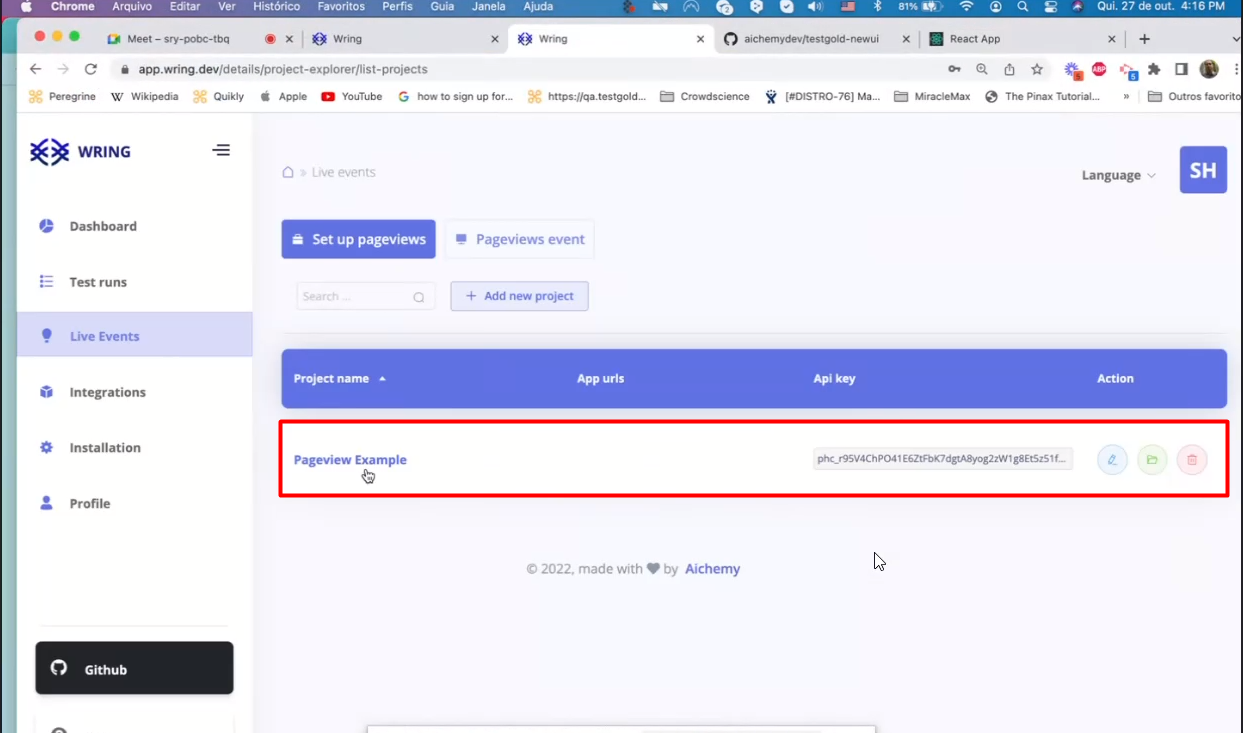 Chrome Arquivo Editar Ver Histórico Favoritos Perfis Guia Janela Ajuda 81% Qui. 27 de out. 4:16 PM
Meet – sry-pobc-tbq Wring Wring aichemydev/testgold-newui React App
app.wring.dev/details/project-explorer/list-projects
Peregrine Wikipedia Quikly Apple YouTube how to sign up for... https://qa.testgold... Crowdscience [#DISTRO-76] Ma... MiracleMax The Pinax Tutorial... » Outros favorito
WRING
» Live events
Language
SH
Dashboard
Test runs
Live Events
Integrations
Installation
Profile
Github
Set up pageviews Pageviews event
Search ... + Add new project
Project name App urls Api key Action
Pageview Example phc_r95V4ChPO41E6ZtFbK7dgtA8yog2zW1g8Et5z51f...
© 2022, made with by Aichemy